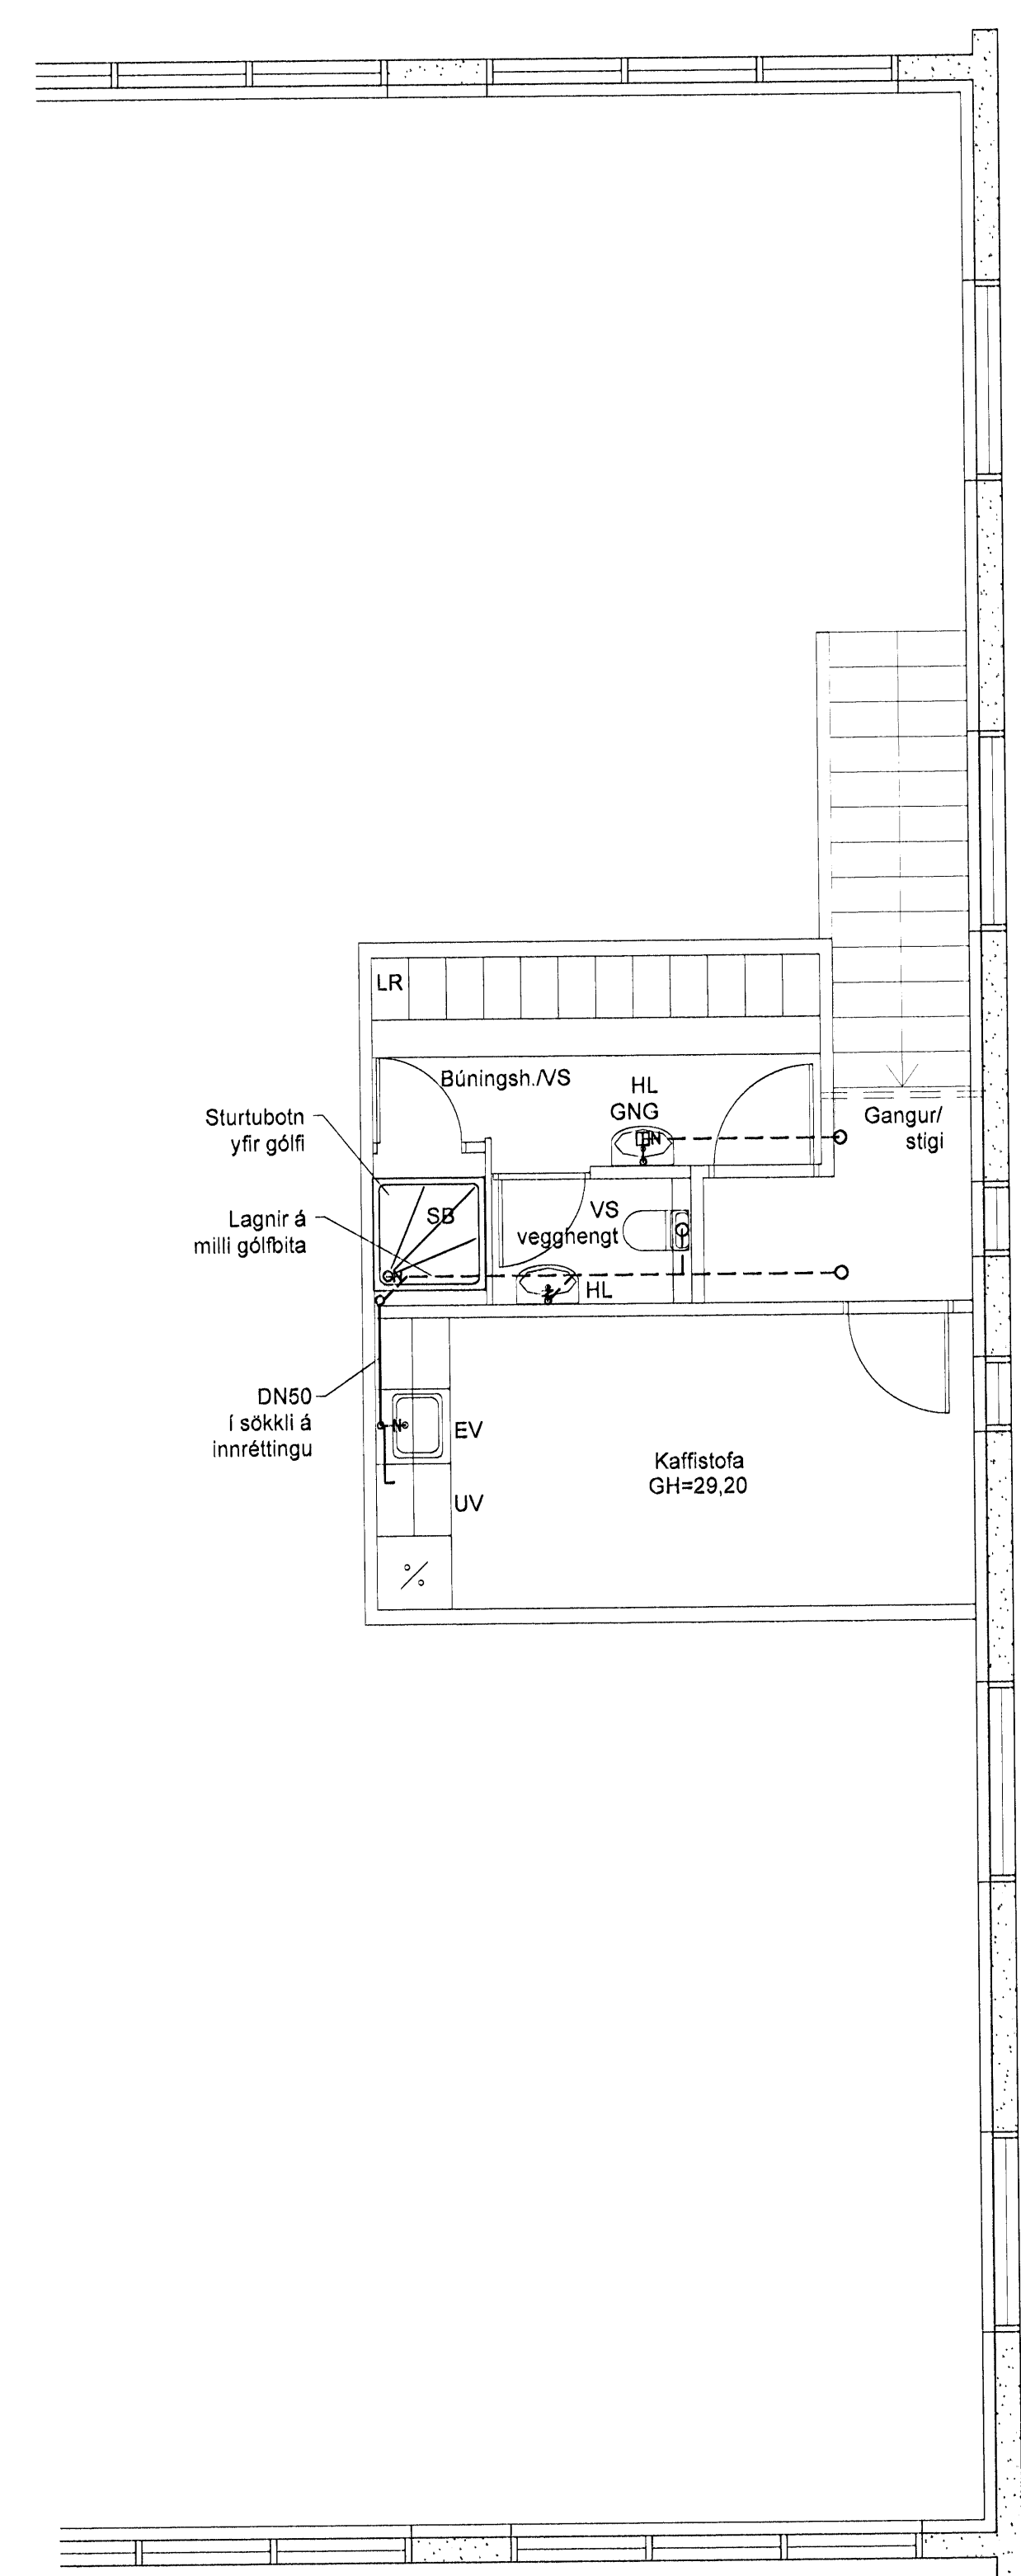 LR
Búningsh./VS
HL
GNG
Gangur/
stigi
Sturtubotn
yfir gólfi
Lagnir á
milli gólfbita
SB
GN
VS
vegghengt
HL
DN50
í sökkli á
innréttingu
N
EV
UV
Kaffistofa
GH=29,20